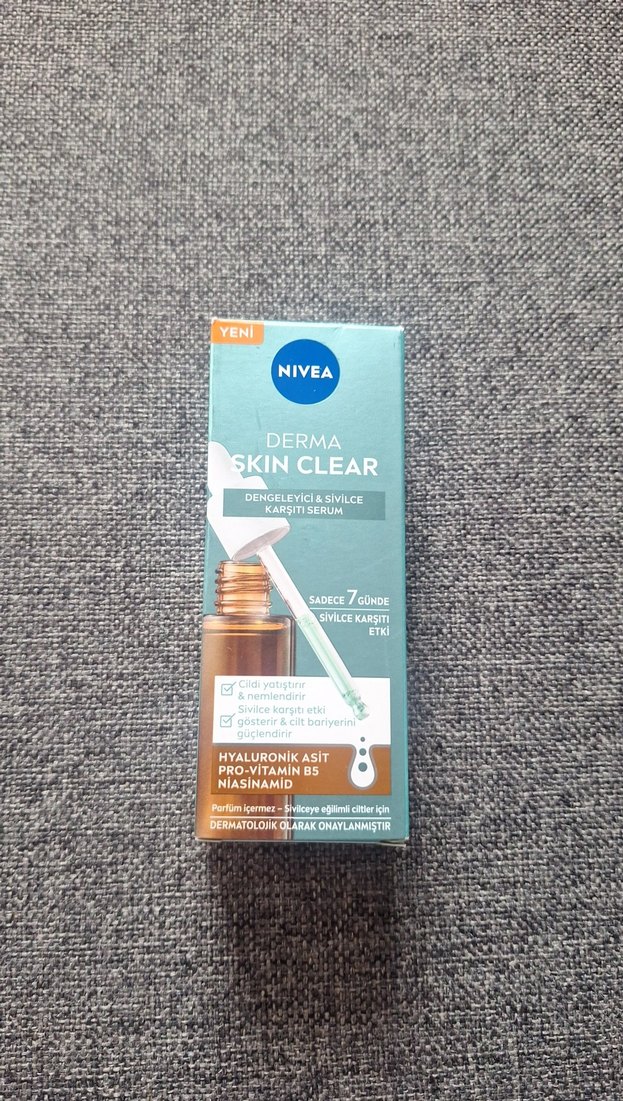 YENİ
NIVEA
DERMA
SKIN CLEAR
DENGELEYİCİ & SİVİLCE
KARŞITI SERUM
SADECE 7 GÜNDE
SİVİLCE KARŞITI
ETKİ
Cildi yatıştırır
& nemlendirir
Sivilce karşıtı etki
gösterir & cilt bariyerini
güçlendirir
HYALURONİK ASİT
PRO-VİTAMİN B5
NİASİNAMİD
Parfüm içermez – Sivilceye eğilimli ciltler için
DERMATOLOJİK OLARAK ONAYLANMIŞTIR